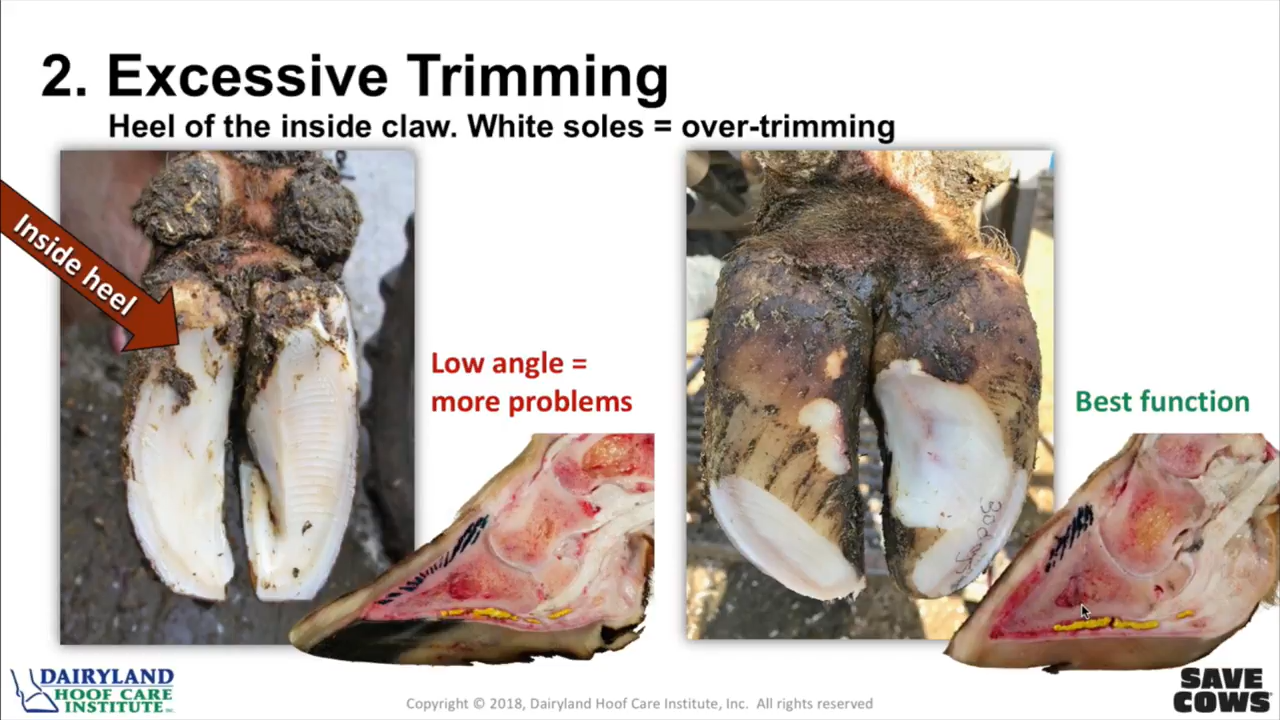 2. Excessive Trimming
Heel of the inside claw. White soles = over-trimming
Inside heel
Low angle =
more problems
Best function
DAIRYLAND
HOOF CARE
INSTITUTE
Copyright © 2018, Dairyland Hoof Care Institute, Inc. All rights reserved
SAVE
COWS